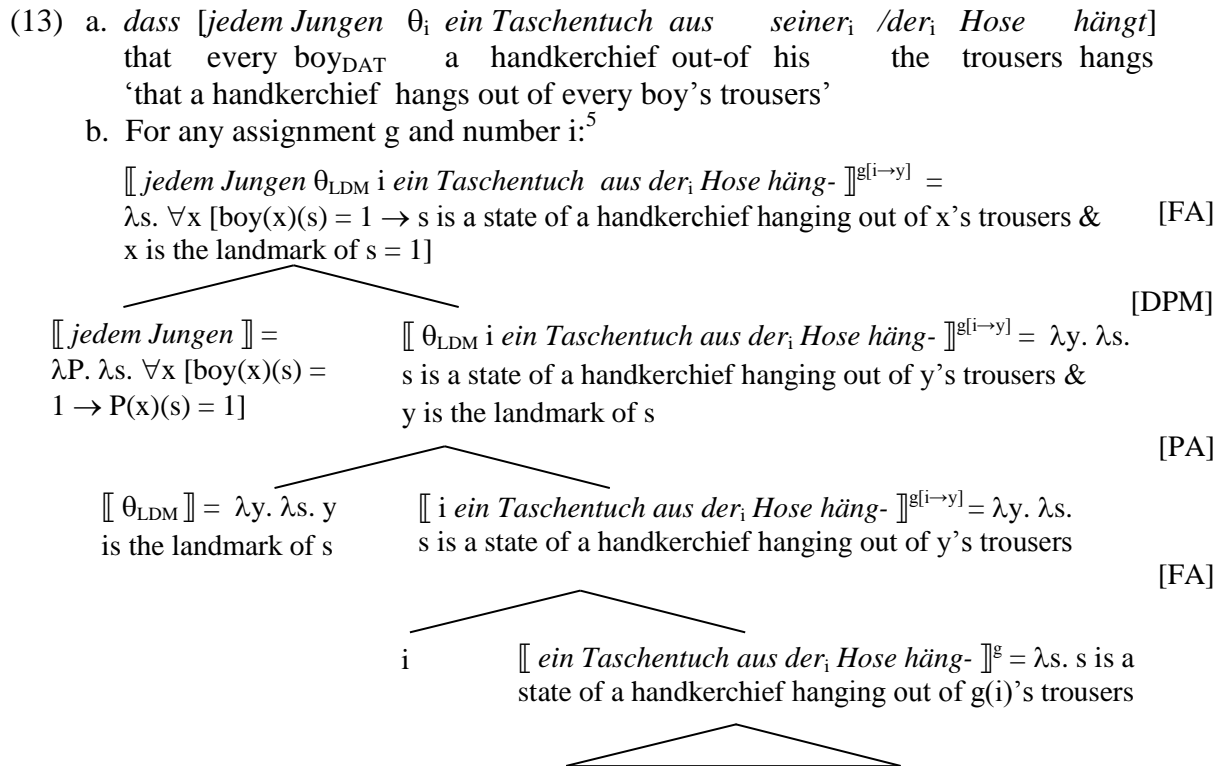 (13) a. dass [jedem Jungen θi ein Taschentuch aus seineri /deri Hose hängt]
that every boyDAT a handkerchief out-of his the trousers hangs
‘that a handkerchief hangs out of every boy’s trousers’
b. For any assignment g and number i:5
⟦ jedem Jungen θLDM i ein Taschentuch aus deri Hose häng- ⟧g[i→y] =
λs. ∀x [boy(x)(s) = 1 → s is a state of a handkerchief hanging out of x’s trousers & [FA]
x is the landmark of s = 1]
[DPM]
⟦ jedem Jungen ⟧ = ⟦ θLDM i ein Taschentuch aus deri Hose häng- ⟧g[i→y] = λy. λs.
λP. λs. ∀x [boy(x)(s) = s is a state of a handkerchief hanging out of y’s trousers &
1 → P(x)(s) = 1] y is the landmark of s
[PA]
⟦ θLDM ⟧ = λy. λs. y ⟦ i ein Taschentuch aus deri Hose häng- ⟧g[i→y] = λy. λs.
is the landmark of s s is a state of a handkerchief hanging out of y’s trousers
[FA]
i ⟦ ein Taschentuch aus deri Hose häng- ⟧g = λs. s is a
state of a handkerchief hanging out of g(i)’s trousers